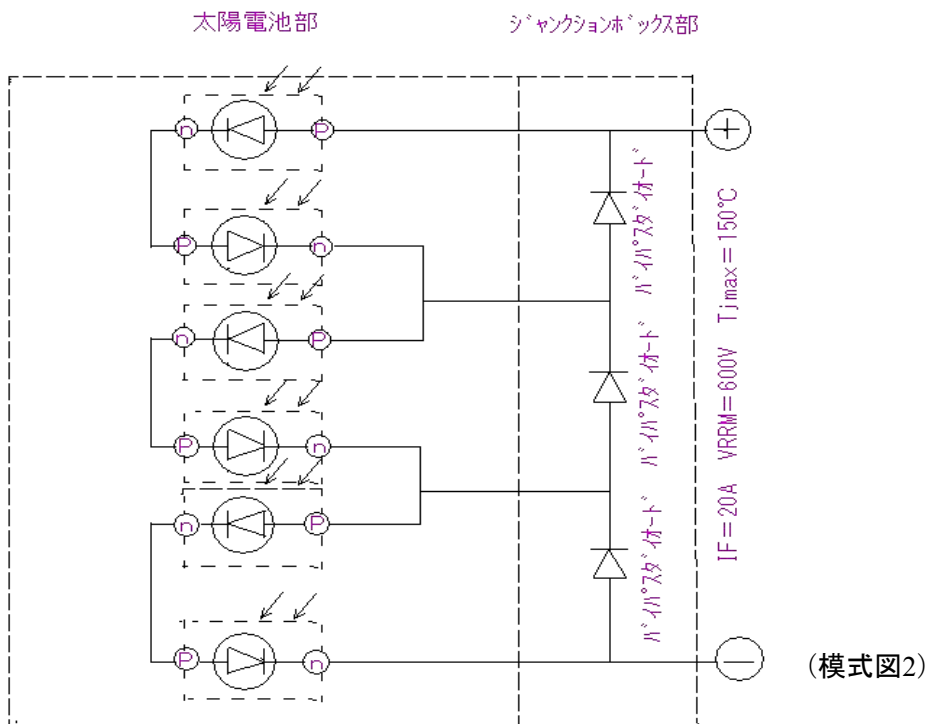 太陽電池部
ジャンクションボックス部
n
P
+
P
n
n
P
P
n
n
P
P
n
−
バイパスダイオード
バイパスダイオード
バイパスダイオード
IF=20A VRRM=600V Tjmax=150℃
(模式図2)